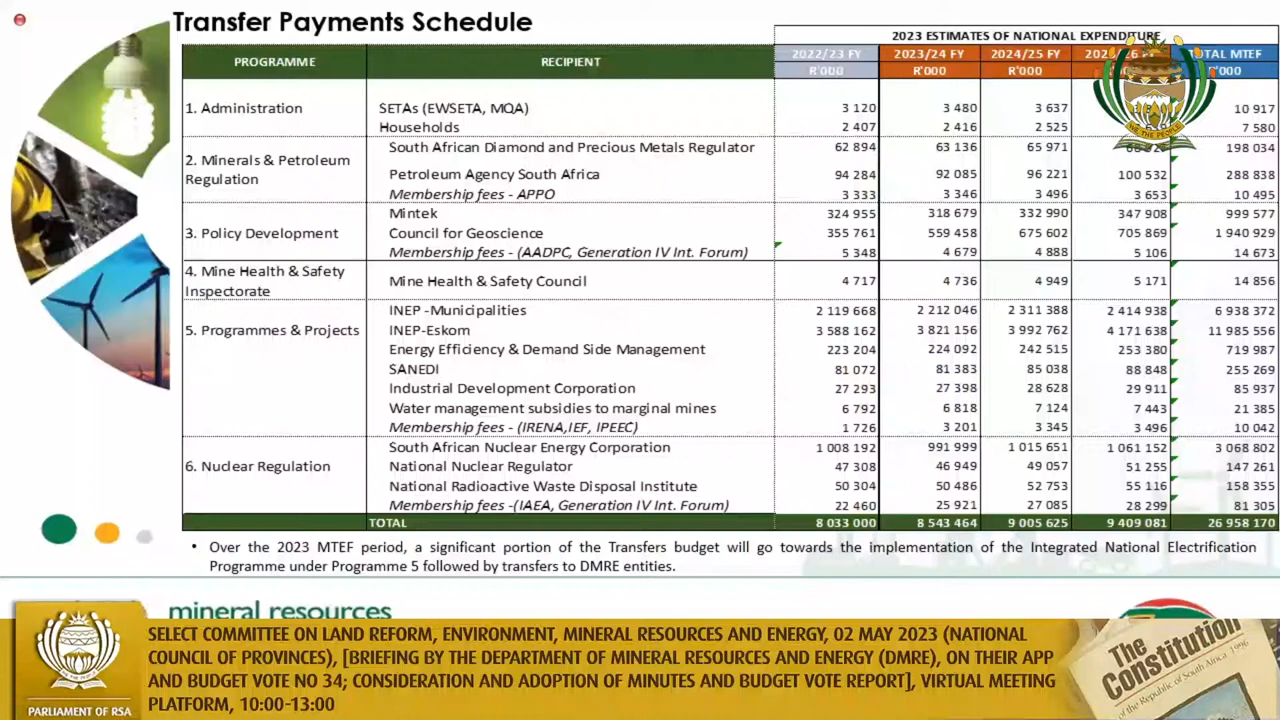 Transfer Payments Schedule
2023 ESTIMATES OF NATIONAL EXPENDITURE
PROGRAMME RECIPIENT 2022/23 FY 2023/24 FY 2024/25 FY TOTAL MTEF
R'000 R'000 R'000 R'000
1. Administration SETAs (EWSETA, MQA) 3 120 3 480 3 637 10 917
Households 2 407 2 416 2 525 7 580
2. Minerals & Petroleum Regulation South African Diamond and Precious Metals Regulator 62 894 63 136 65 971 198 034
Petroleum Agency South Africa 94 284 92 085 96 221 100 532 288 838
Membership fees - APPO 3 333 3 346 3 496 3 653 10 495
3. Policy Development Mintek 324 955 318 679 332 990 347 908 999 577
Council for Geoscience 355 761 559 458 675 602 705 869 1 940 929
Membership fees - (AADPC, Generation IV Int. Forum) 5 348 4 679 4 888 5 106 14 673
4. Mine Health & Safety Inspectorate Mine Health & Safety Council 4 717 4 736 4 949 5 171 14 856
5. Programmes & Projects INEP -Municipalities 2 119 668 2 212 046 2 311 388 2 414 938 6 938 372
INEP-Eskom 3 588 162 3 821 156 3 992 762 4 171 638 11 985 556
Energy Efficiency & Demand Side Management 223 204 224 092 242 515 253 380 719 987
SANEDI 81 072 81 383 85 038 88 848 255 269
Industrial Development Corporation 27 293 27 398 28 628 29 911 85 937
Water management subsidies to marginal mines 6 792 6 818 7 124 7 443 21 385
Membership fees - (IRENA,IEF, IPEEC) 1 726 3 201 3 345 3 496 10 042
6. Nuclear Regulation South African Nuclear Energy Corporation 1 008 192 991 999 1 015 651 1 061 152 3 068 802
National Nuclear Regulator 47 308 46 949 49 057 51 255 147 261
National Radioactive Waste Disposal Institute 50 304 50 486 52 753 55 116 158 355
Membership fees -(IAEA, Generation IV Int. Forum) 22 460 25 921 27 085 28 299 81 305
TOTAL 8 033 000 8 543 464 9 005 625 9 409 081 26 958 170
• Over the 2023 MTEF period, a significant portion of the Transfers budget will go towards the implementation of the Integrated National Electrification
Programme under Programme 5 followed by transfers to DMRE entities.
mineral resources
SELECT COMMITTEE ON LAND REFORM, ENVIRONMENT, MINERAL RESOURCES AND ENERGY, 02 MAY 2023 (NATIONAL
COUNCIL OF PROVINCES), [BRIEFING BY THE DEPARTMENT OF MINERAL RESOURCES AND ENERGY (DMRE), ON THEIR APP
AND BUDGET VOTE NO 34; CONSIDERATION AND ADOPTION OF MINUTES AND BUDGET VOTE REPORT], VIRTUAL MEETING
PLATFORM, 10:00-13:00
PARLIAMENT OF RSA
WE THE PEOPLE
The Constitution
of the Republic of South Africa, 1996